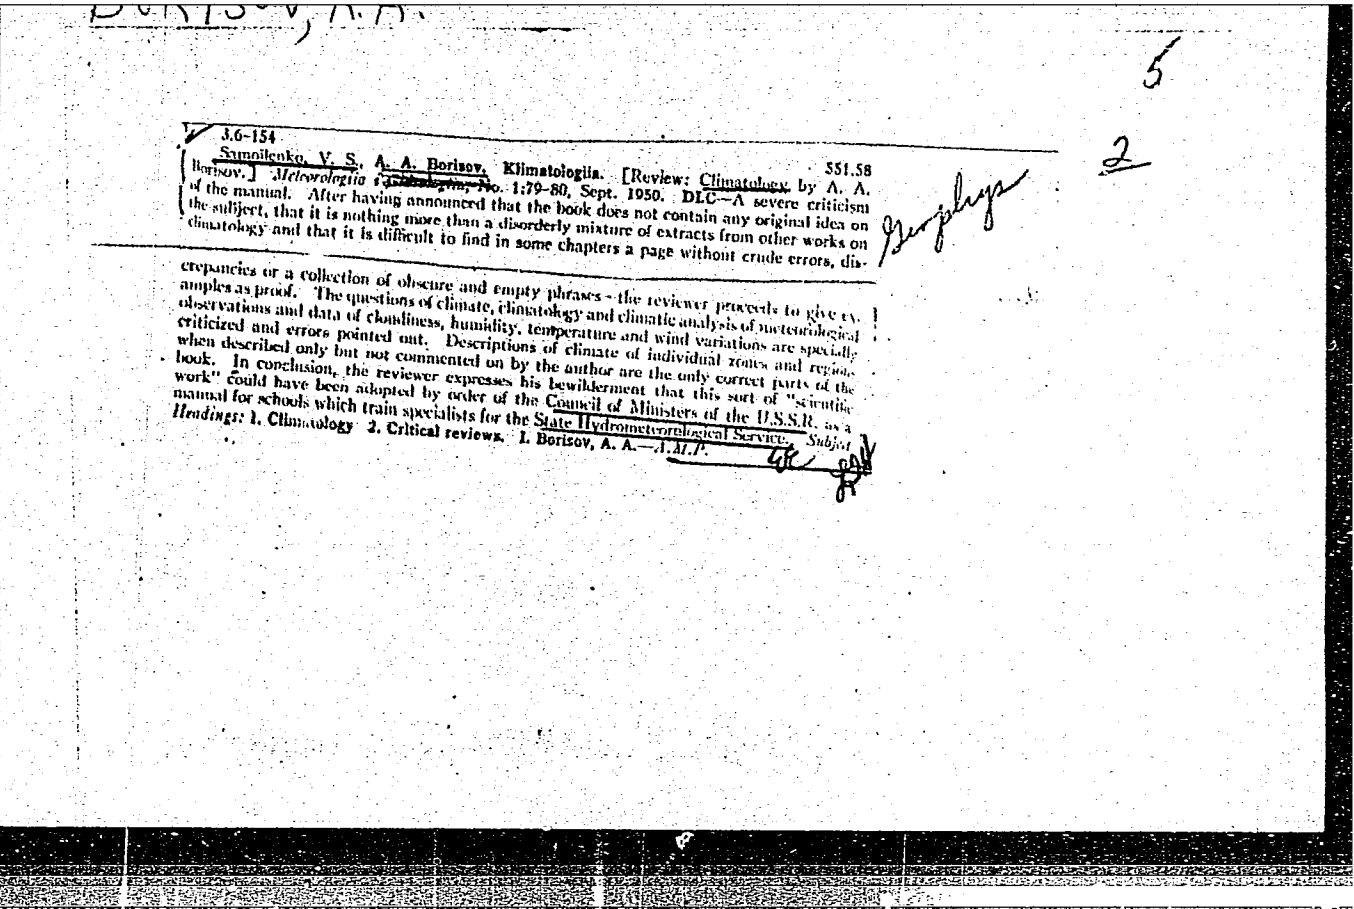 Borisov, A. A.
5
2
3.6-154
551.58
Samoilenko, V. S., A. A. Borisov, Klimatologiia. [Review: Climatology by A. A.
Borisov.] Meteorologiia i Gidrologiia, No. 1:79-80, Sept. 1950. DLC—A severe criticism
of the manual. After having announced that the book does not contain any original idea on
the subject, that it is nothing more than a disorderly mixture of extracts from other works on
climatology and that it is difficult to find in some chapters a page without crude errors, dis-
Geophys
crepancies or a collection of obscure and empty phrases - the reviewer proceeds to give ex-
amples as proof. The questions of climate, climatology and climatic analysis of meteorological
observations and data of cloudiness, humidity, temperature and wind variations are specially
criticized and errors pointed out. Descriptions of climate of individual zones and regions
when described only but not commented on by the author are the only correct parts of the
book. In conclusion, the reviewer expresses his bewilderment that this sort of "scientific
work" could have been adopted by order of the Council of Ministers of the U.S.S.R. as a
manual for schools which train specialists for the State Hydrometeorological Service. Subject
Headings: 1. Climatology 2. Critical reviews. I. Borisov, A. A.—A.M.P.